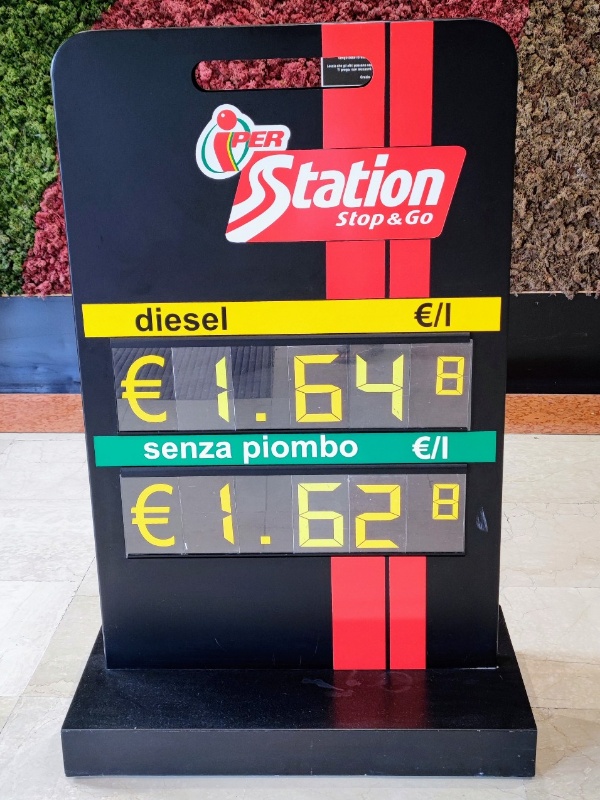 iPER
Station
Stop & Go
diesel €/l
€ 1.64 8
senza piombo €/l
€ 1.62 8